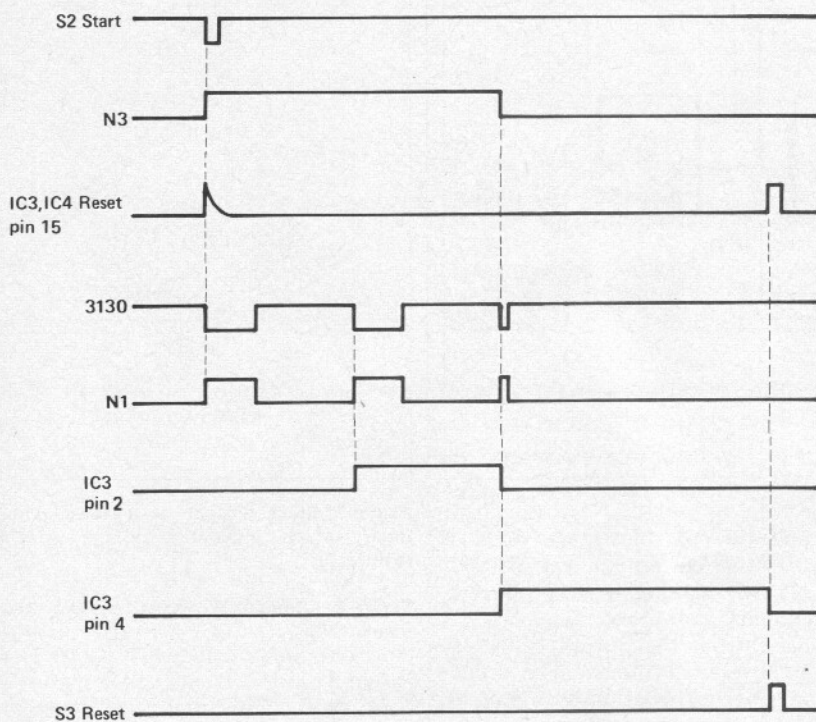 S2 Start
N3
IC3,IC4 Reset
pin 15
3130
N1
IC3
pin 2
IC3
pin 4
S3 Reset